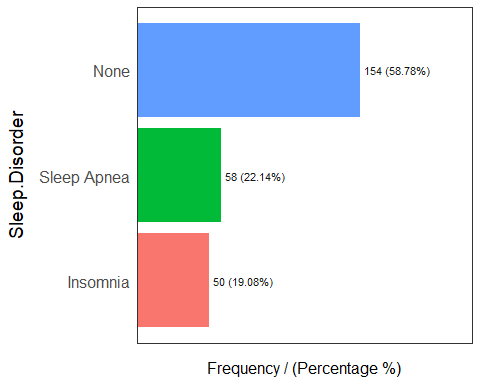 Sleep.Disorder
None
154 (58.78%)
Sleep Apnea
58 (22.14%)
Insomnia
50 (19.08%)
Frequency / (Percentage %)